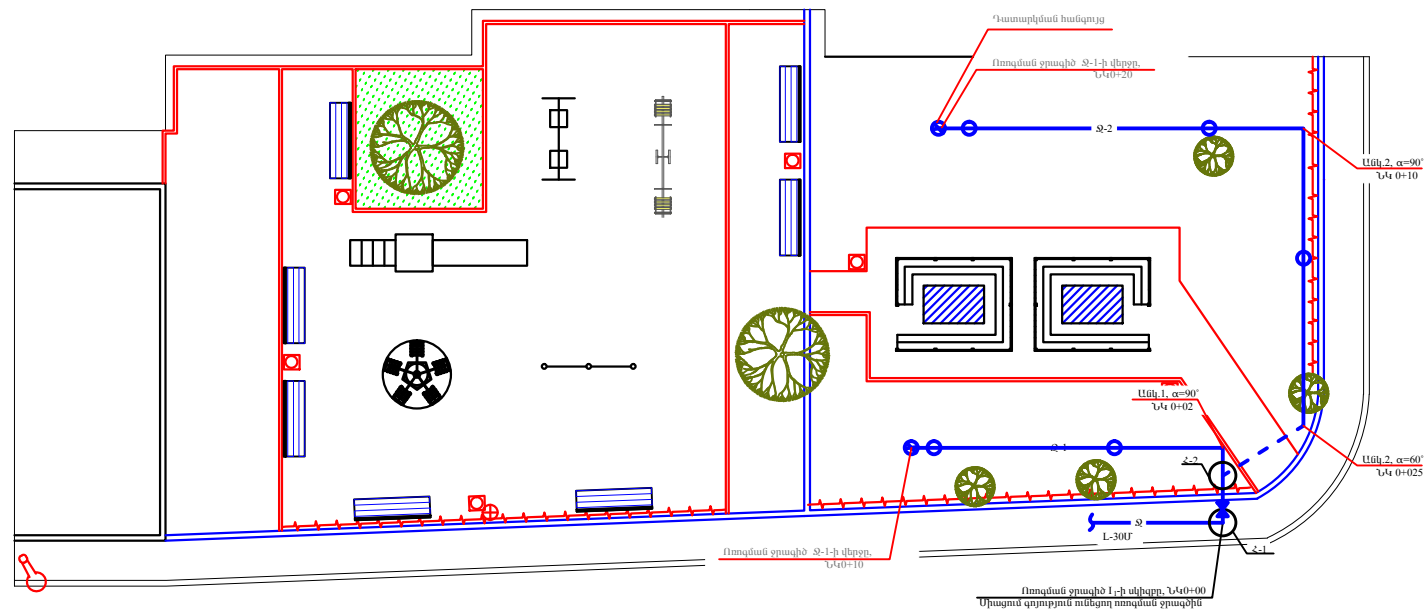 Դատարկման հանգույց
Ոռոգման ջրագիծ Ջ-1-ի վերջը,
ՆԿ0+20
Ջ-2
Անկ.2, α=90°
ՆԿ 0+10
Անկ.1, α=90°
ՆԿ 0+02
Ջ-1
Հ-2
Անկ.2, α=60°
ՆԿ 0+025
Ջ
L-30Մ
Հ-1
Ոռոգման ջրագիծ Ջ-1-ի վերջը,
ՆԿ0+10
Ոռոգման ջրագիծ 1₁-ի սկիզբը, ՆԿ0+00
Միացում գոյություն ունեցող ոռոգման ջրագծին